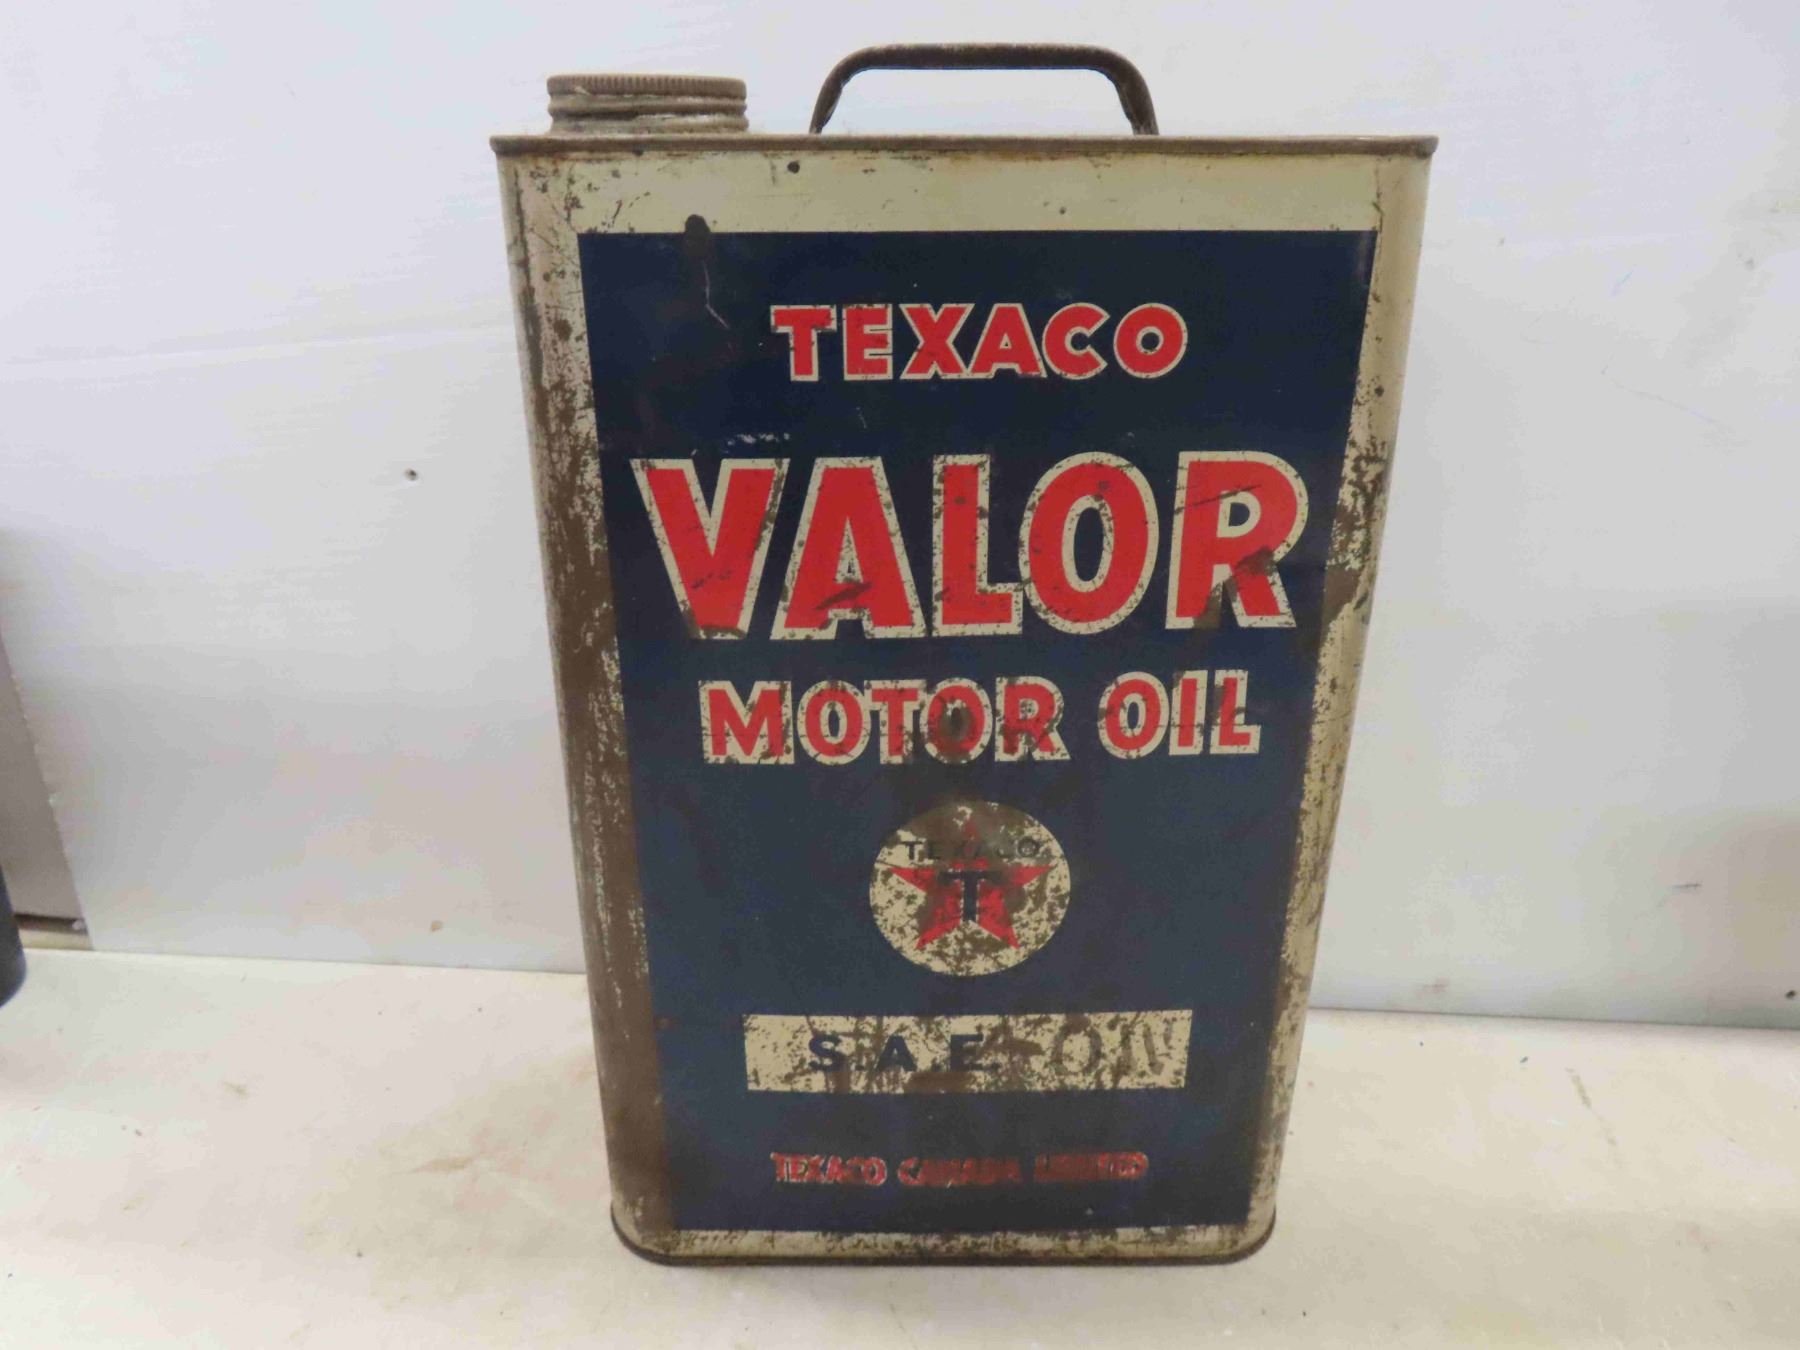 TEXACO
VALOR
MOTOR OIL
TEXACO
T
S.A.E.
TEXACO CANADA LIMITED